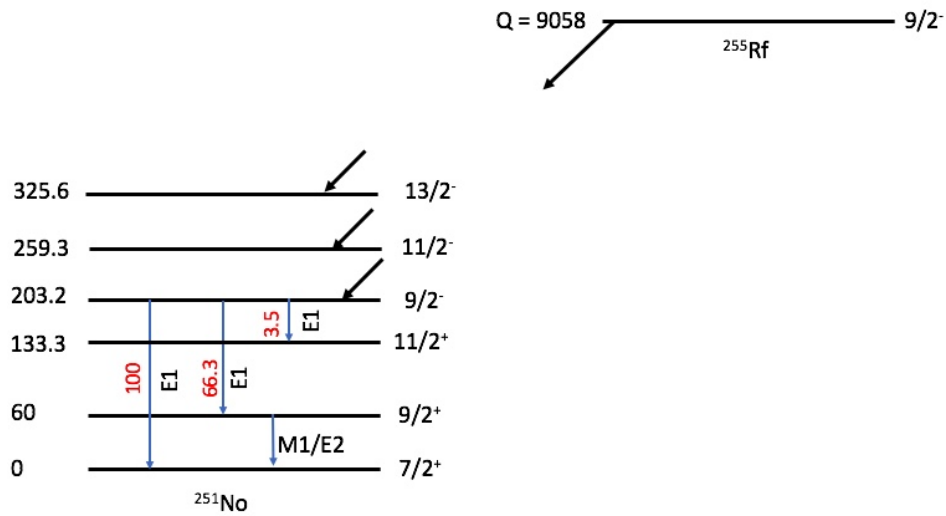 Q = 9058 9/2-
²⁵⁵Rf
325.6 13/2-
259.3 11/2-
203.2 9/2-
3.5 E1
133.3 11/2+
100 E1 66.3 E1
60 9/2+
M1/E2
0 7/2+
²⁵¹No